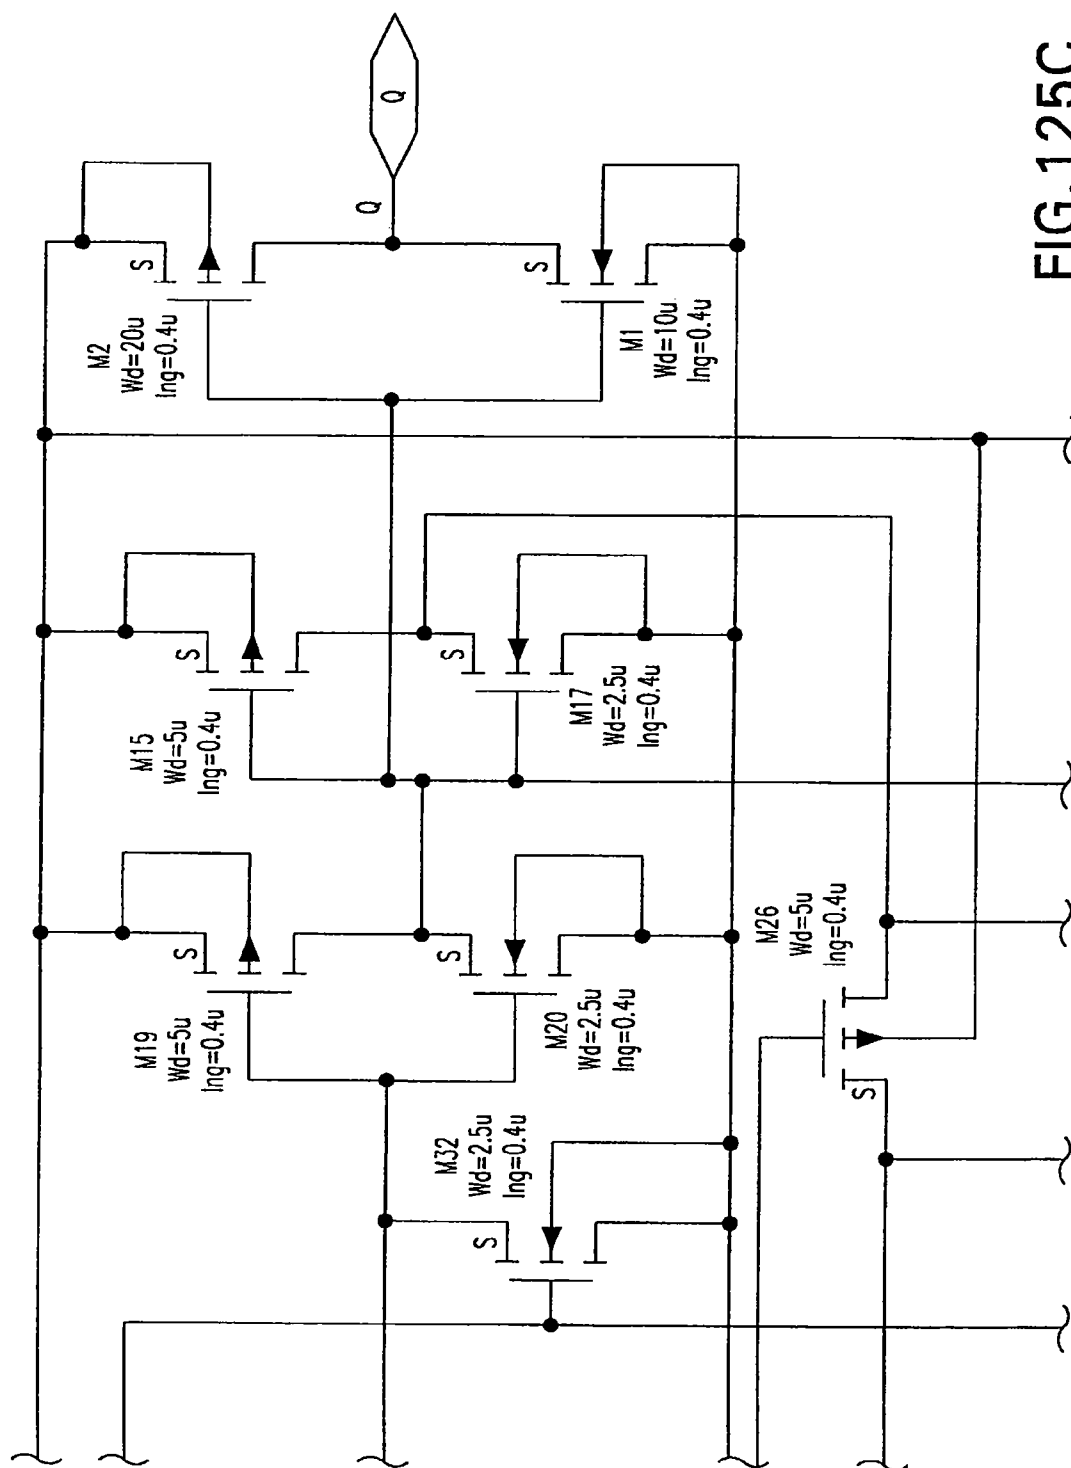 FIG. 125C
Q
Q
S
M2
Wd=20u
lng=0.4u
S
M1
Wd=10u
lng=0.4u
S
M15
Wd=5u
lng=0.4u
S
M17
Wd=2.5u
lng=0.4u
S
M19
Wd=5u
lng=0.4u
S
M20
Wd=2.5u
lng=0.4u
M26
Wd=5u
lng=0.4u
S
M32
Wd=2.5u
lng=0.4u
S